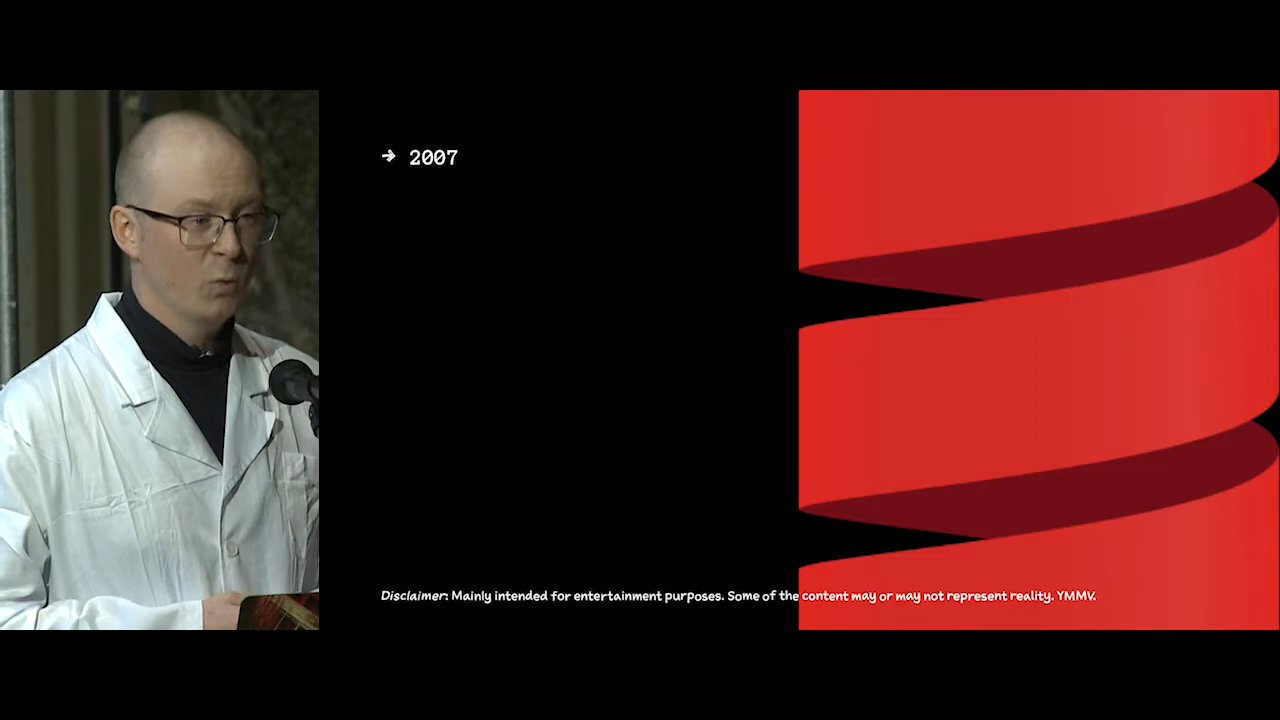 → 2007
Disclaimer: Mainly intended for entertainment purposes. Some of the content may or may not represent reality. YMMV.